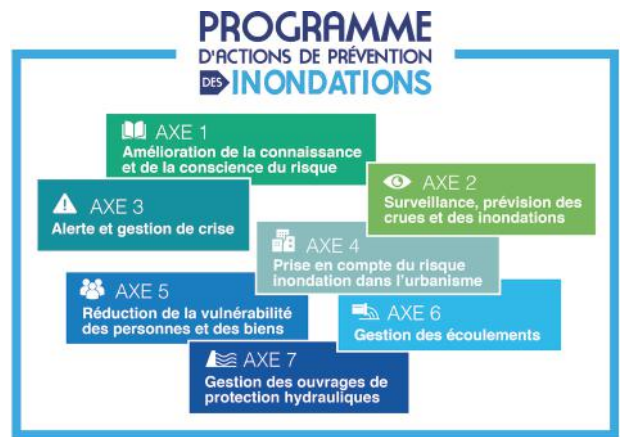 PROGRAMME
D'ACTIONS DE PRÉVENTION
DES INONDATIONS
AXE 1
Amélioration de la connaissance
et de la conscience du risque
AXE 2
Surveillance, prévision des
crues et des inondations
AXE 3
Alerte et gestion de crise
AXE 4
Prise en compte du risque
inondation dans l'urbanisme
AXE 5
Réduction de la vulnérabilité
des personnes et des biens
AXE 6
Gestion des écoulements
AXE 7
Gestion des ouvrages de
protection hydrauliques